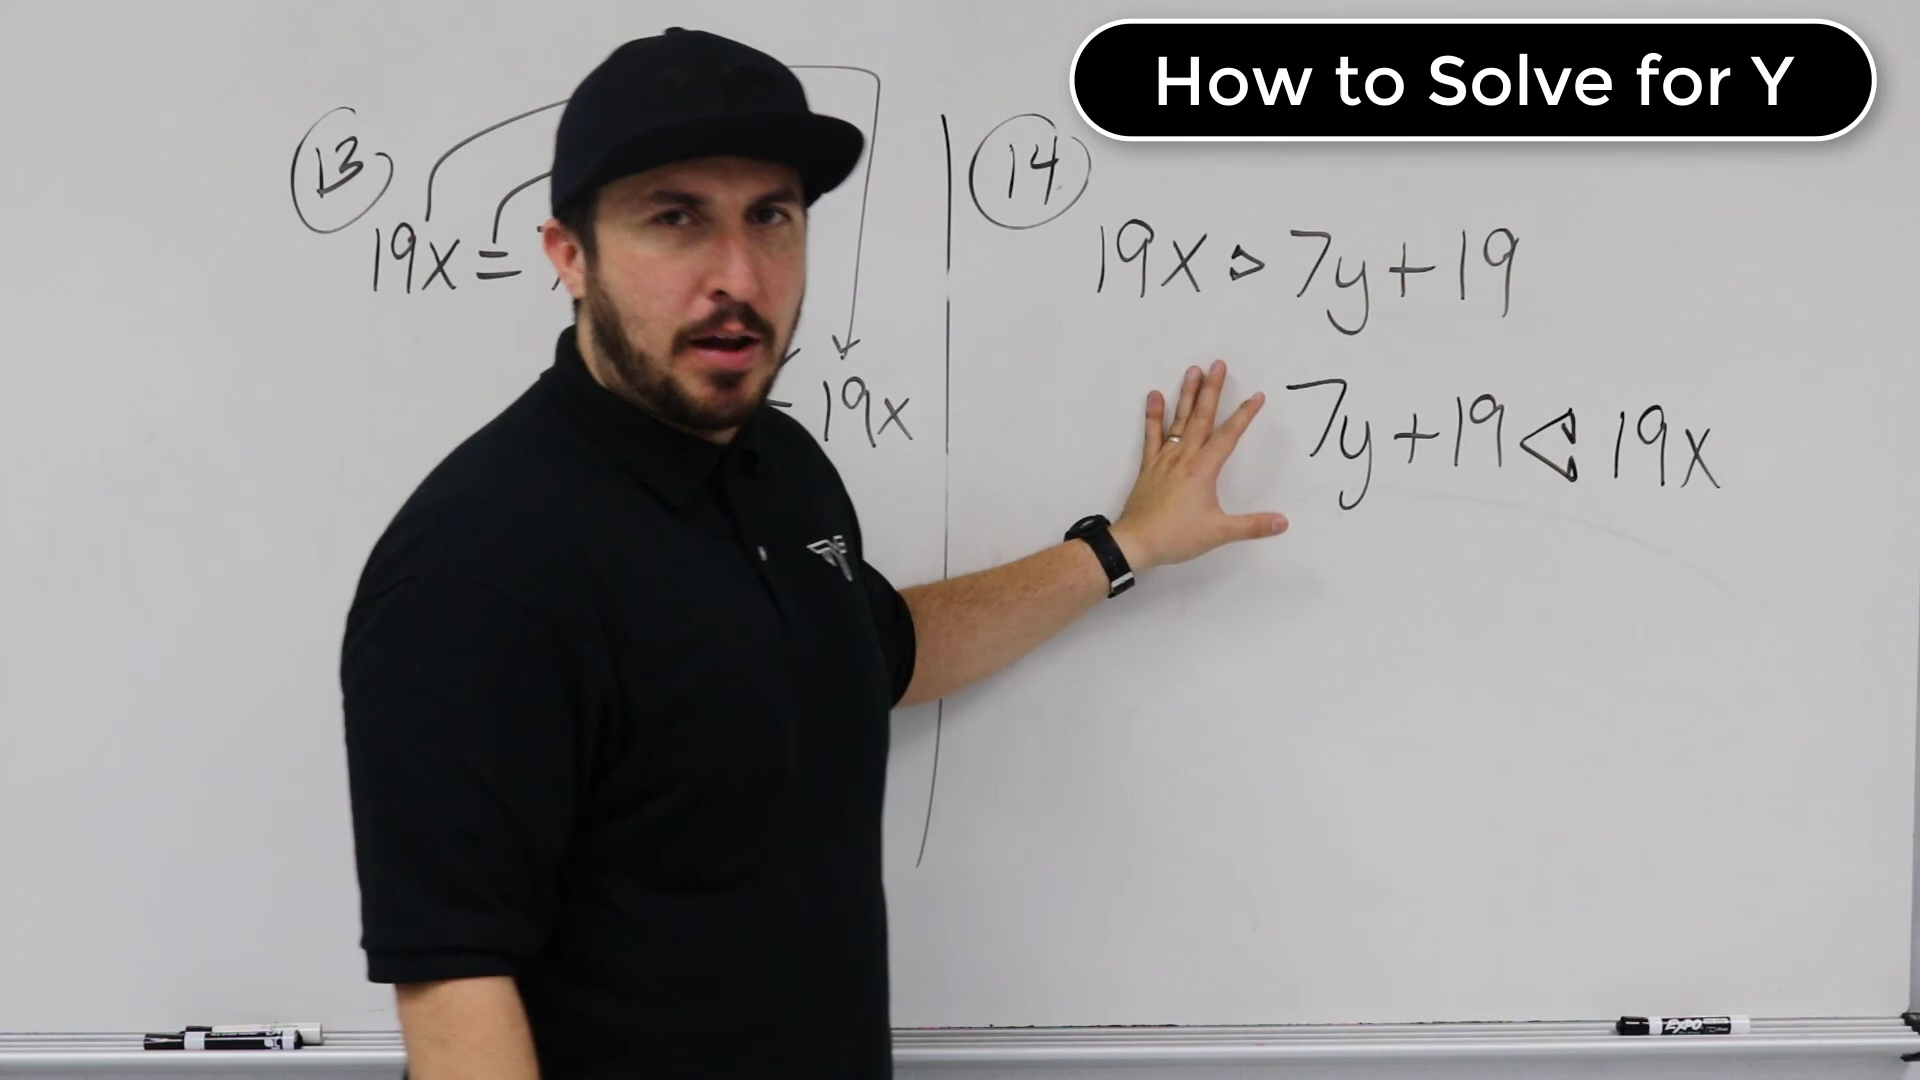 How to Solve for Y
13
19x =
19x
14
19x > 7y + 19
7y + 19 < 19x
EXPO